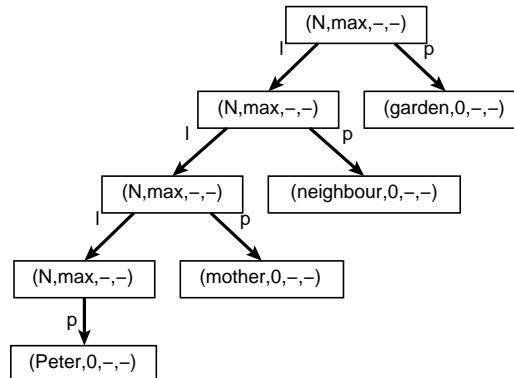 (N,max,–,–)
l p
(N,max,–,–) (garden,0,–,–)
l p
(N,max,–,–) (neighbour,0,–,–)
l p
(N,max,–,–) (mother,0,–,–)
p
(Peter,0,–,–)